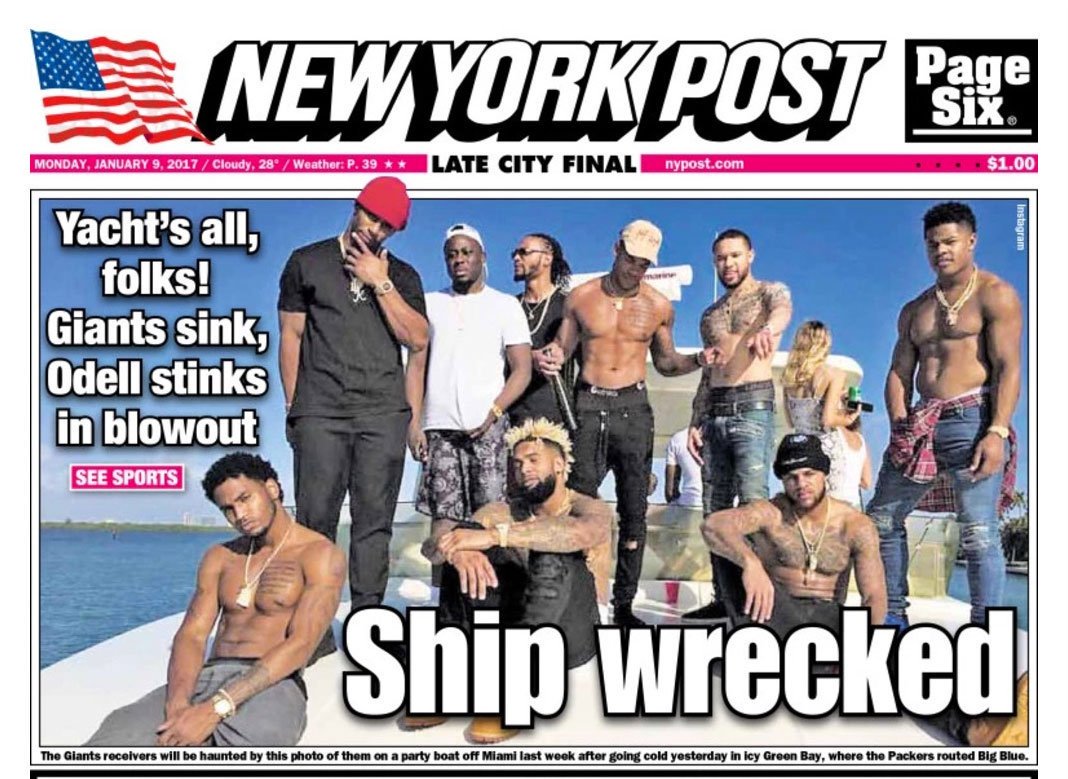 NEW YORK POST
Page
Six®
MONDAY, JANUARY 9, 2017 / Cloudy, 28° / Weather: P. 39 ★ ★
LATE CITY FINAL
nypost.com
$1.00
Yacht's all,
folks!
Giants sink,
Odell stinks
in blowout
SEE SPORTS
Instagram
Ship wrecked
The Giants receivers will be haunted by this photo of them on a party boat off Miami last week after going cold yesterday in icy Green Bay, where the Packers routed Big Blue.